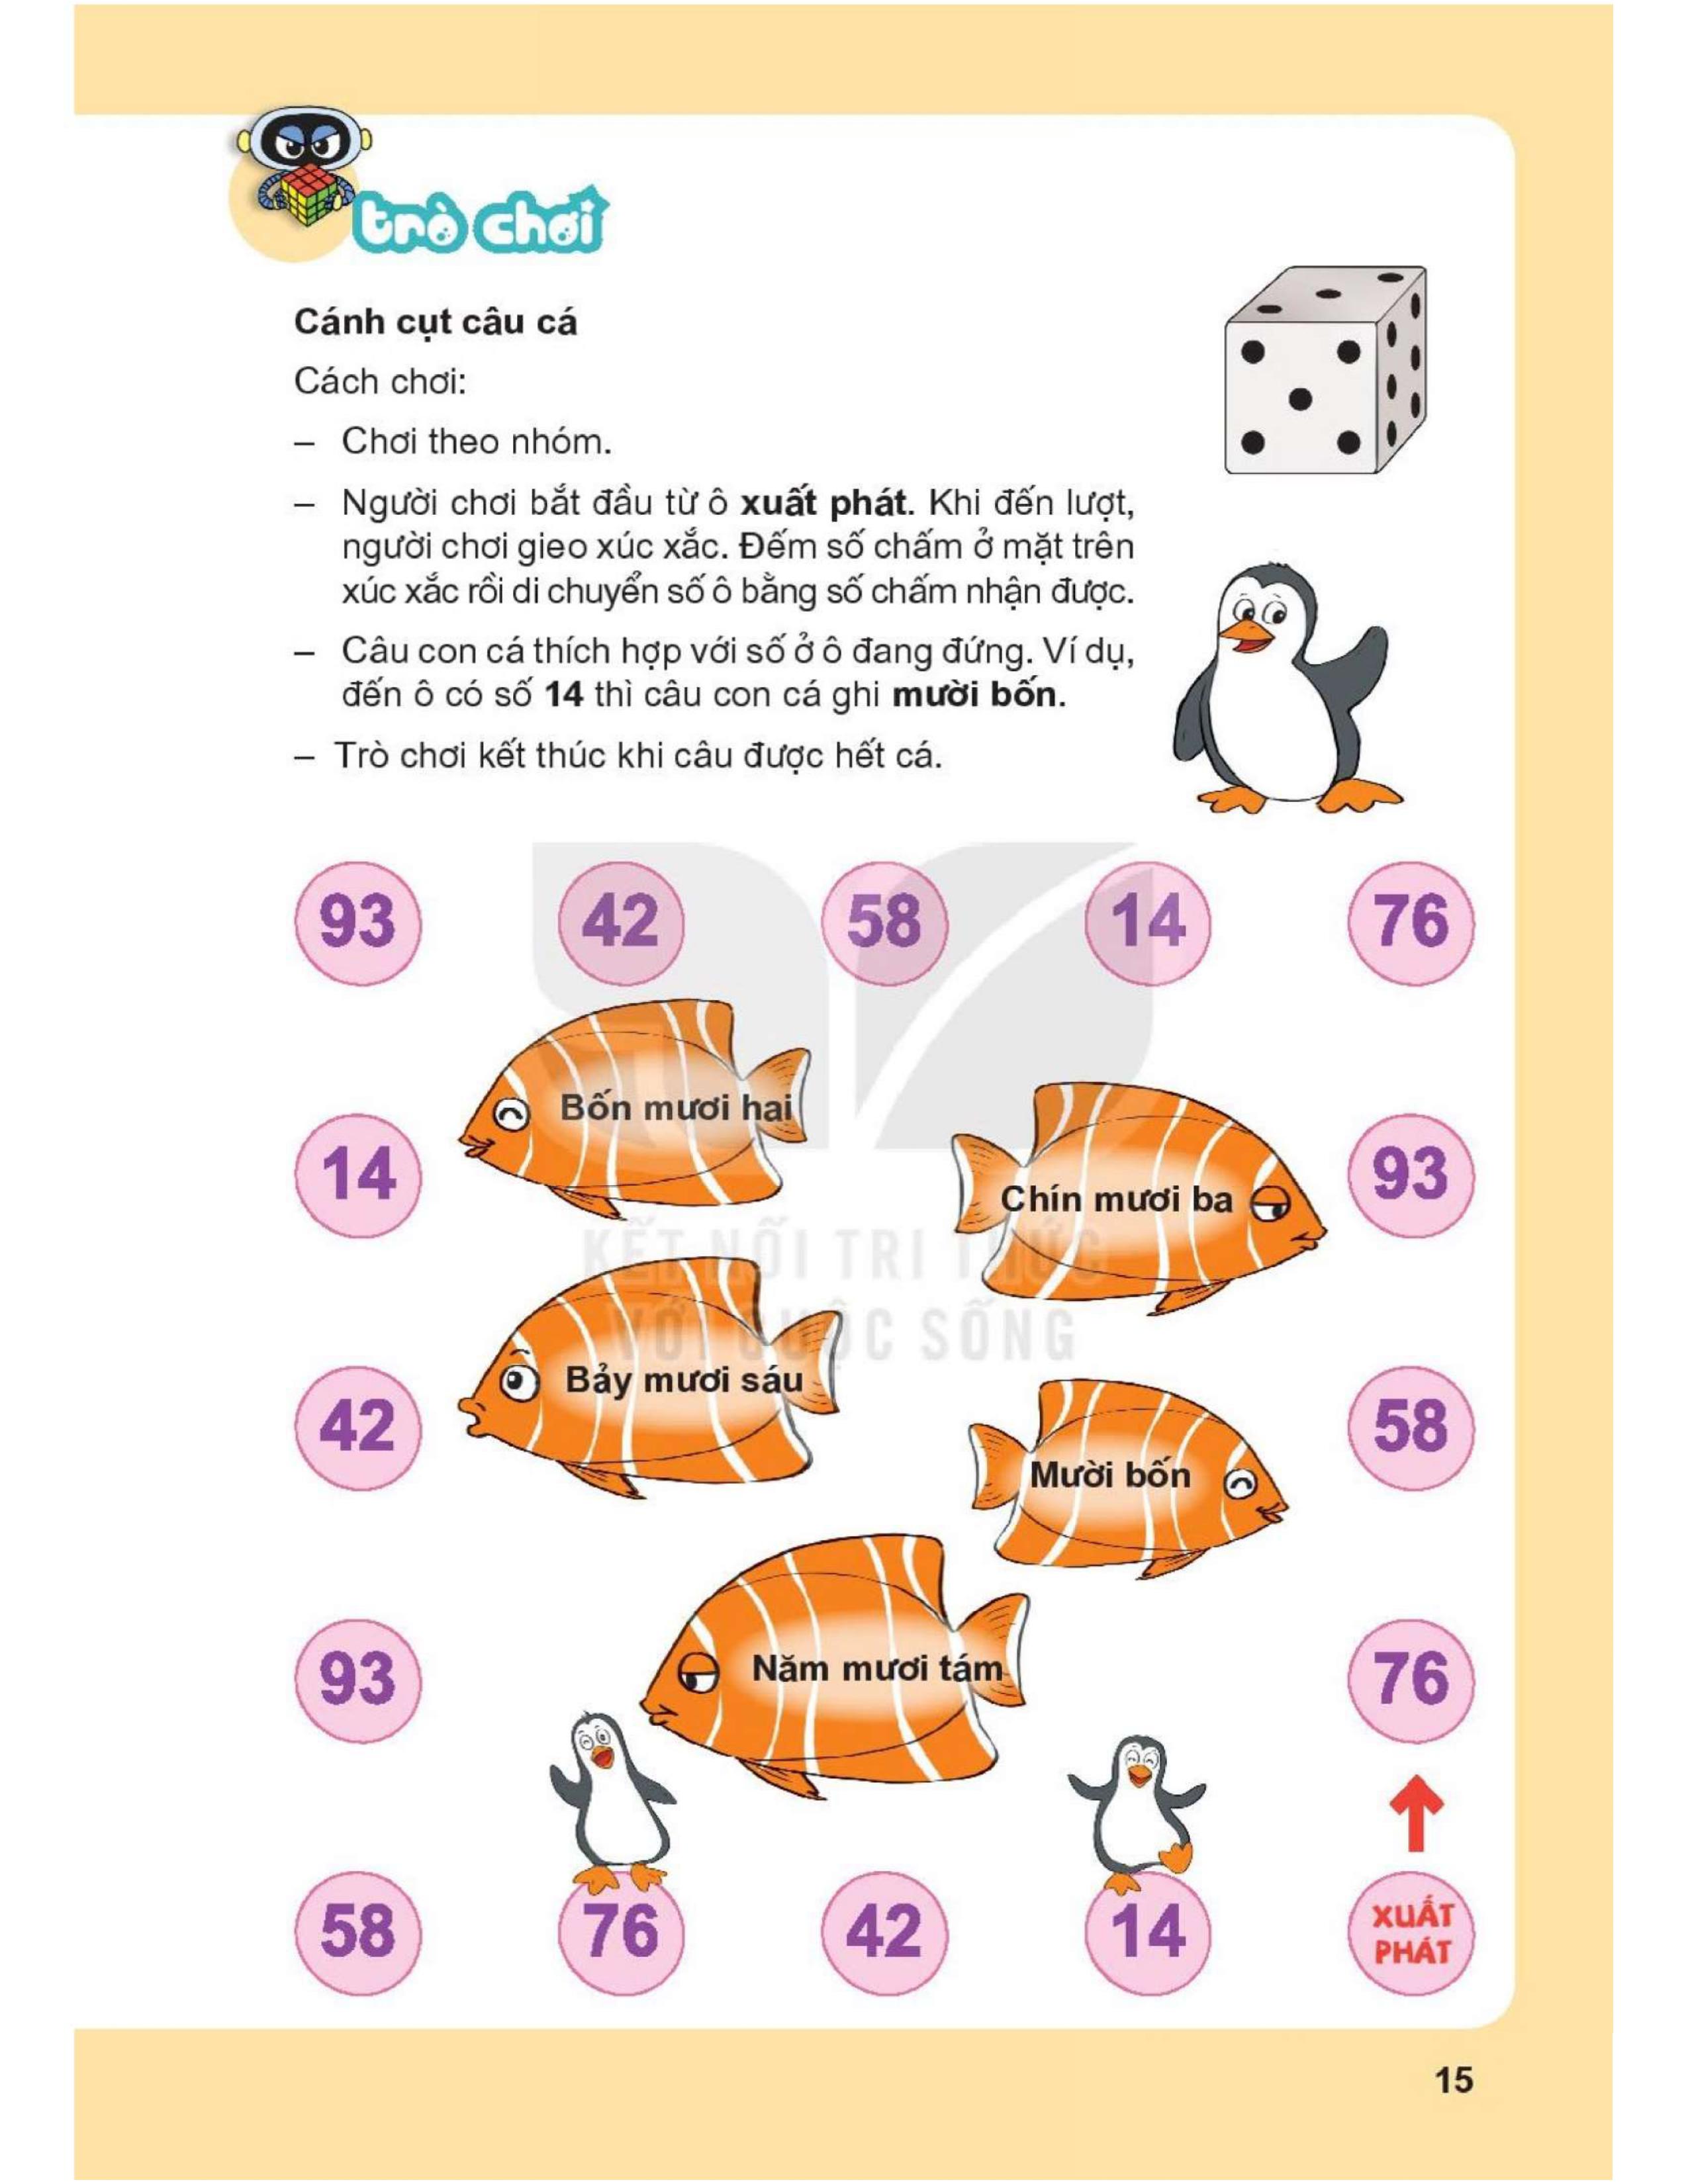 trò chơi
Cánh cụt câu cá
Cách chơi:
– Chơi theo nhóm.
– Người chơi bắt đầu từ ô xuất phát. Khi đến lượt,
người chơi gieo xúc xắc. Đếm số chấm ở mặt trên
xúc xắc rồi di chuyển số ô bằng số chấm nhận được.
– Câu con cá thích hợp với số ở ô đang đứng. Ví dụ,
đến ô có số 14 thì câu con cá ghi mười bốn.
– Trò chơi kết thúc khi câu được hết cá.
93 42 58 14 76
Bốn mươi hai
14
Chín mươi ba
93
KẾT NỐI TRI THỨC
VỚI CUỘC SỐNG
Bảy mươi sáu
42
58
Mười bốn
Năm mươi tám
93
76
58 76 42 14
XUẤT
PHÁT
15